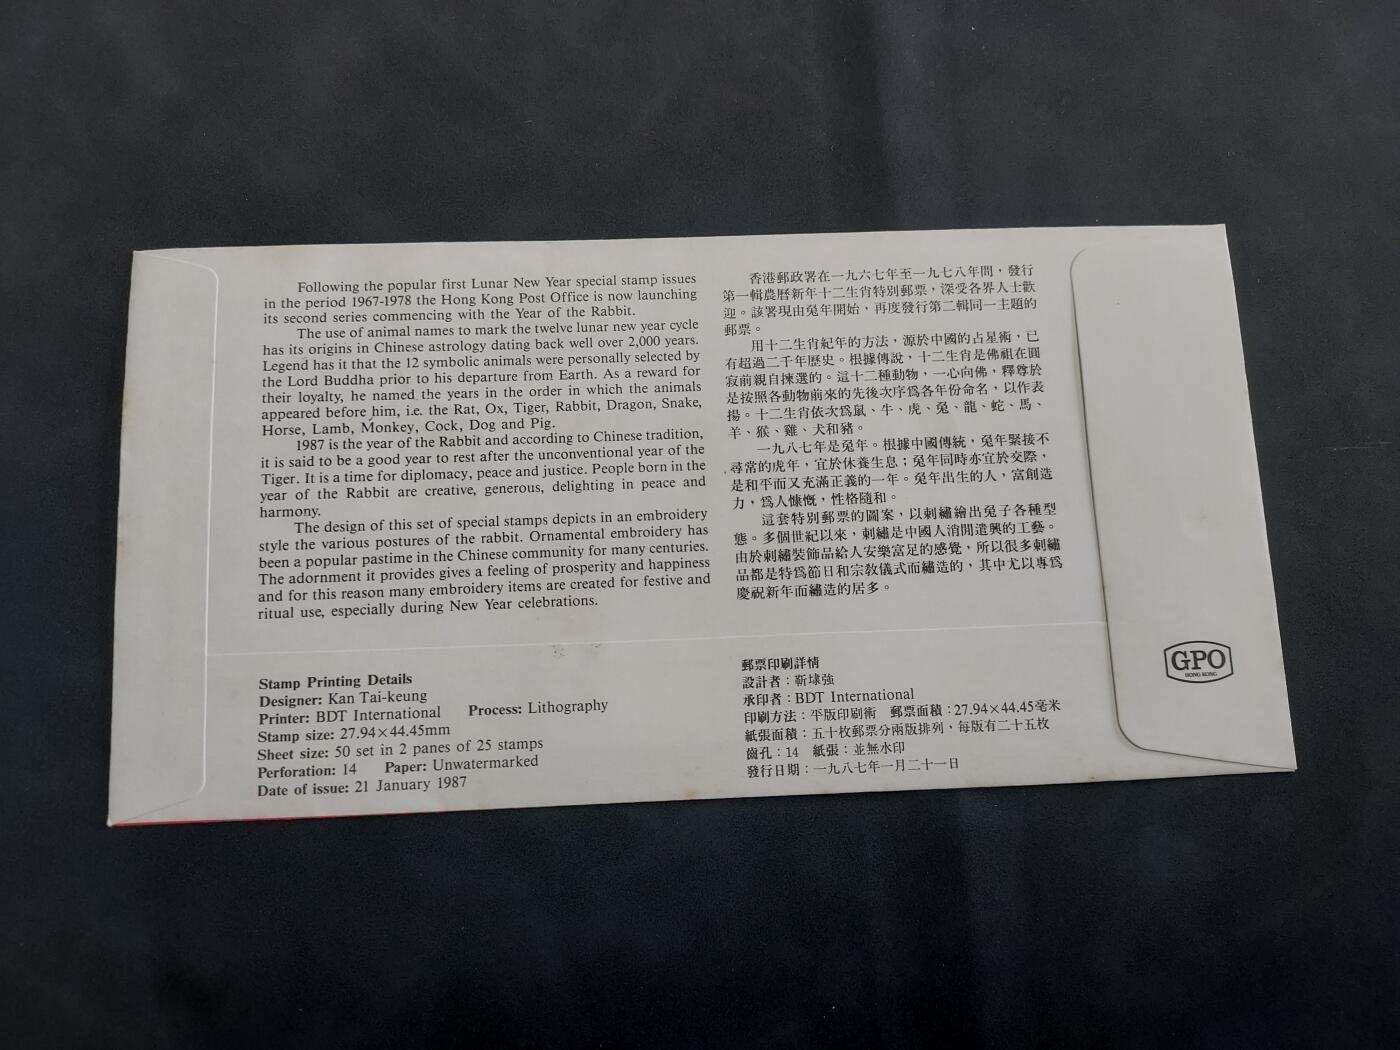 Following the popular first Lunar New Year special stamp issues
in the period 1967-1978 the Hong Kong Post Office is now launching
its second series commencing with the Year of the Rabbit.
The use of animal names to mark the twelve lunar new year cycle
has its origins in Chinese astrology dating back well over 2,000 years.
Legend has it that the 12 symbolic animals were personally selected by
the Lord Buddha prior to his departure from Earth. As a reward for
their loyalty, he named the years in the order in which the animals
appeared before him, i.e. the Rat, Ox, Tiger, Rabbit, Dragon, Snake,
Horse, Lamb, Monkey, Cock, Dog and Pig.
1987 is the year of the Rabbit and according to Chinese tradition,
it is said to be a good year to rest after the unconventional year of the
Tiger. It is a time for diplomacy, peace and justice. People born in the
year of the Rabbit are creative, generous, delighting in peace and
harmony.
The design of this set of special stamps depicts in an embroidery
style the various postures of the rabbit. Ornamental embroidery has
been a popular pastime in the Chinese community for many centuries.
The adornment it provides gives a feeling of prosperity and happiness
and for this reason many embroidery items are created for festive and
ritual use, especially during New Year celebrations.
香港郵政署在一九六七年至一九七八年間，發行
第一輯農曆新年十二生肖特別郵票，深受各界人士歡
迎。該署現由兔年開始，再度發行第二輯同一主題的
郵票。
用十二生肖紀年的方法，源於中國的占星術，已
有超過二千年歷史。根據傳說，十二生肖是佛祖在圓
寂前親自揀選的。這十二種動物，一心向佛，釋尊於
是按照各動物前來的先後次序爲各年份命名，以作表
揚。十二生肖依次爲鼠、牛、虎、兔、龍、蛇、馬、
羊、猴、雞、犬和豬。
一九八七年是兔年。根據中國傳統，兔年緊接不
尋常的虎年，宜於休養生息；兔年同時亦宜於交際，
是和平而又充滿正義的一年。兔年出生的人，富創造
力，爲人慷慨，性格隨和。
這套特別郵票的圖案，以刺繡繪出兔子各種型
態。多個世紀以來，刺繡是中國人消閒遣興的工藝。
由於刺繡裝飾品給人安樂富足的感覺，所以很多刺繡
品都是特爲節日和宗敎儀式而繡造的，其中尤以專爲
慶祝新年而繡造的居多。
Stamp Printing Details
Designer: Kan Tai-keung
Printer: BDT International Process: Lithography
Stamp size: 27.94×44.45mm
Sheet size: 50 set in 2 panes of 25 stamps
Perforation: 14 Paper: Unwatermarked
Date of issue: 21 January 1987
郵票印刷詳情
設計者：靳埭強
承印者：BDT International
印刷方法：平版印刷術 郵票面積：27.94×44.45毫米
紙張面積：五十枚郵票分兩版排列，每版有二十五枚
齒孔：14 紙張：並無水印
發行日期：一九八七年一月二十一日
GPO
HONG KONG